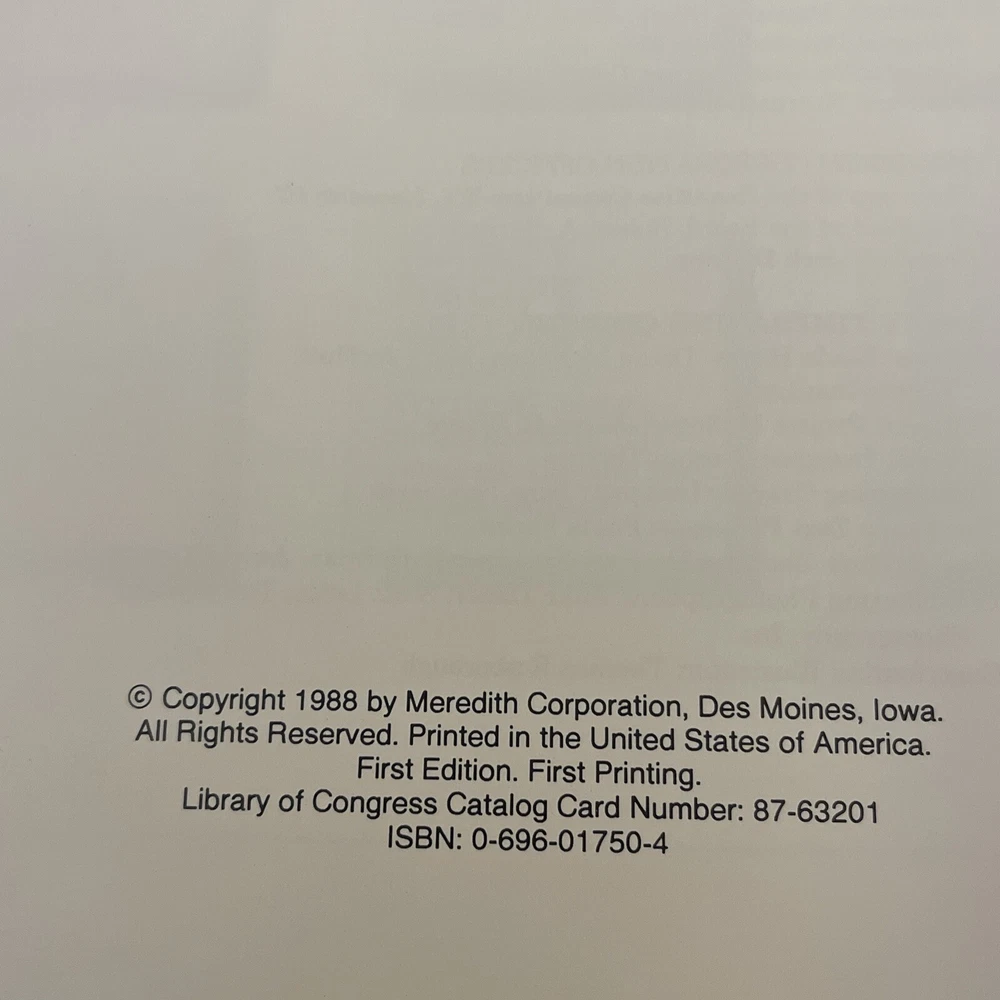 © Copyright 1988 by Meredith Corporation, Des Moines, Iowa.
All Rights Reserved. Printed in the United States of America.
First Edition. First Printing.
Library of Congress Catalog Card Number: 87-63201
ISBN: 0-696-01750-4